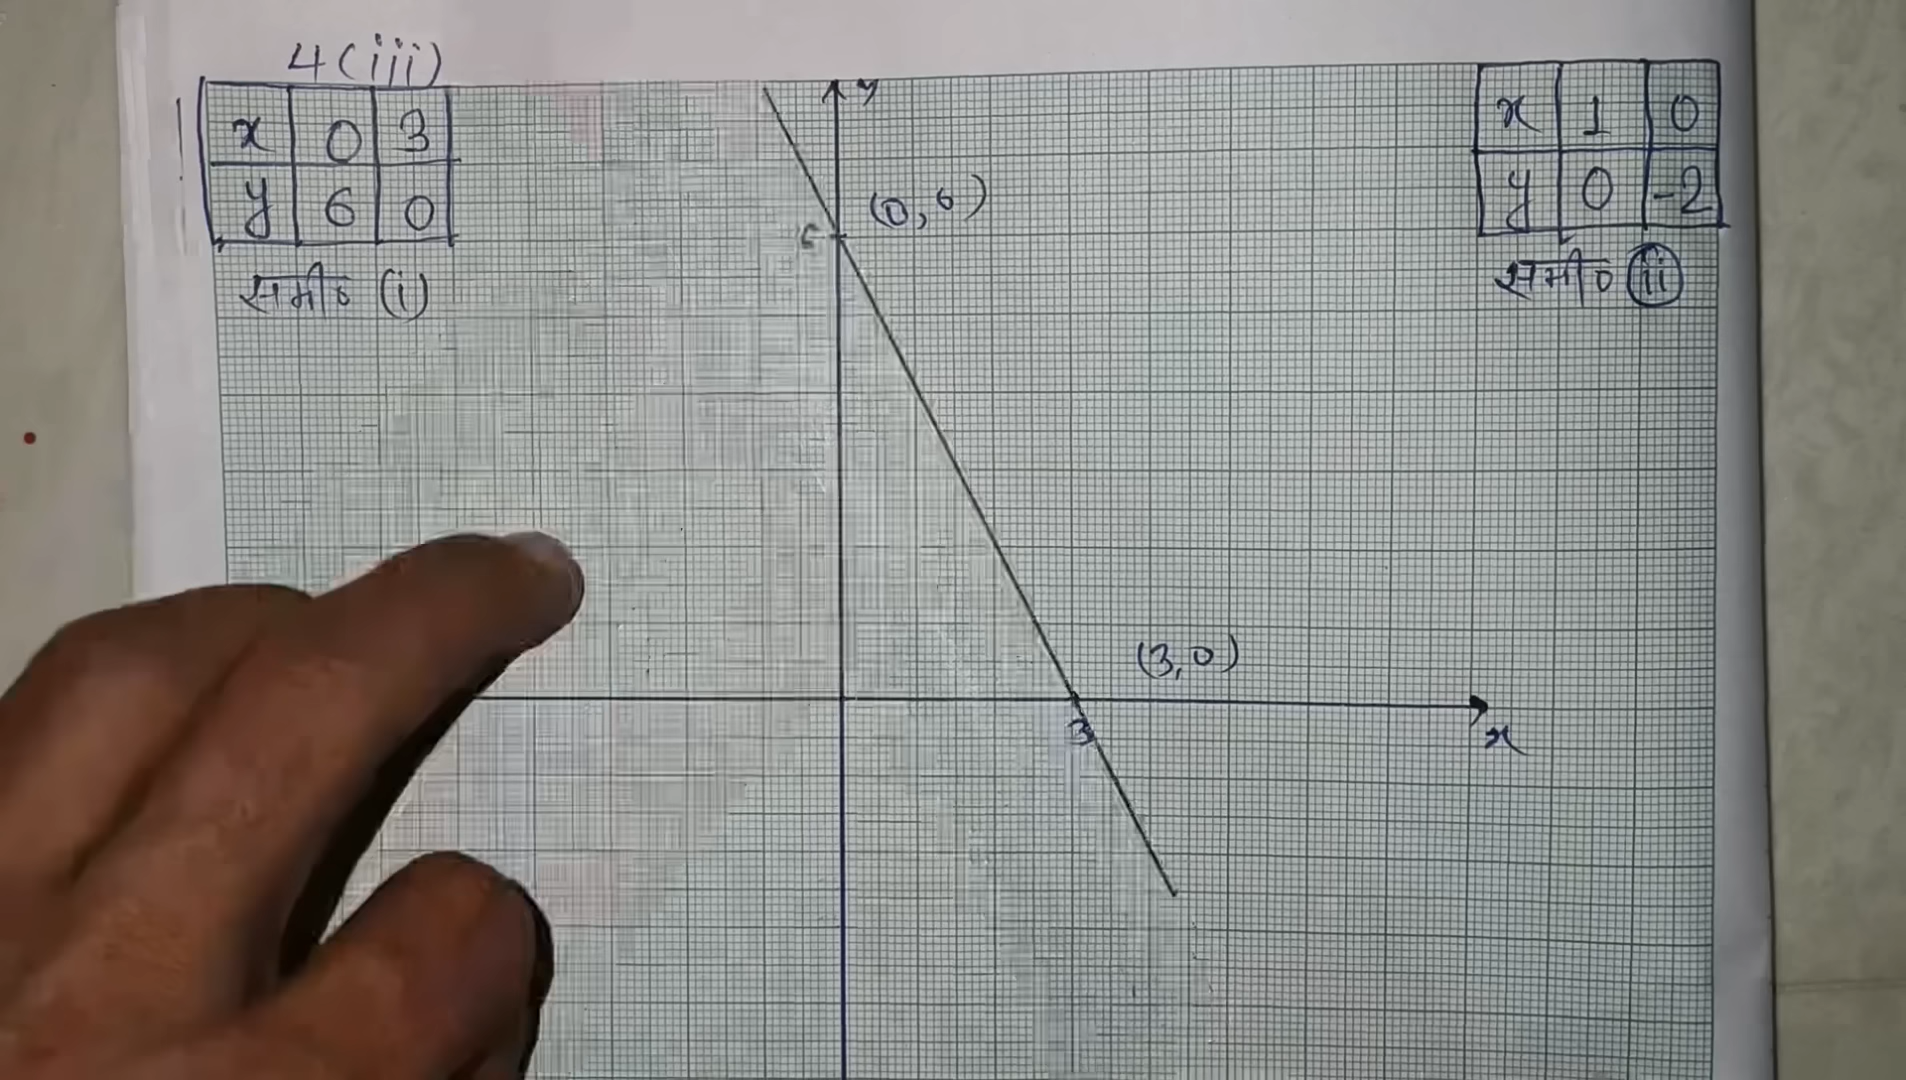 4(iii)
x 0 3
y 6 0
समी० (i)
x 1 0
y 0 -2
समी० (ii)
y
(0,6)
6
(3,0)
3
x